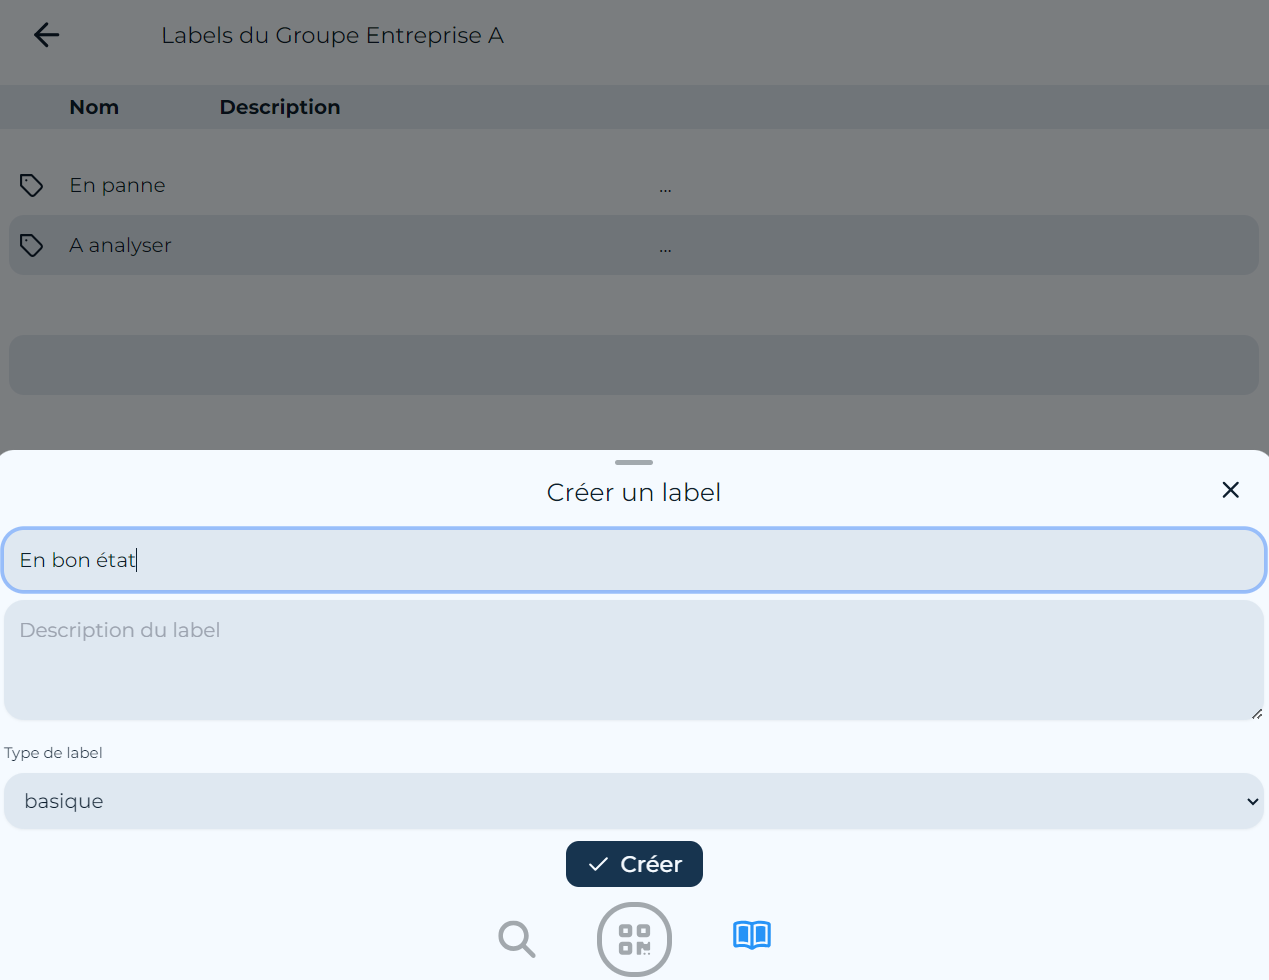 Labels du Groupe Entreprise A
Nom Description
En panne ...
A analyser ...
Créer un label
En bon état
Description du label
Type de label
basique
Créer